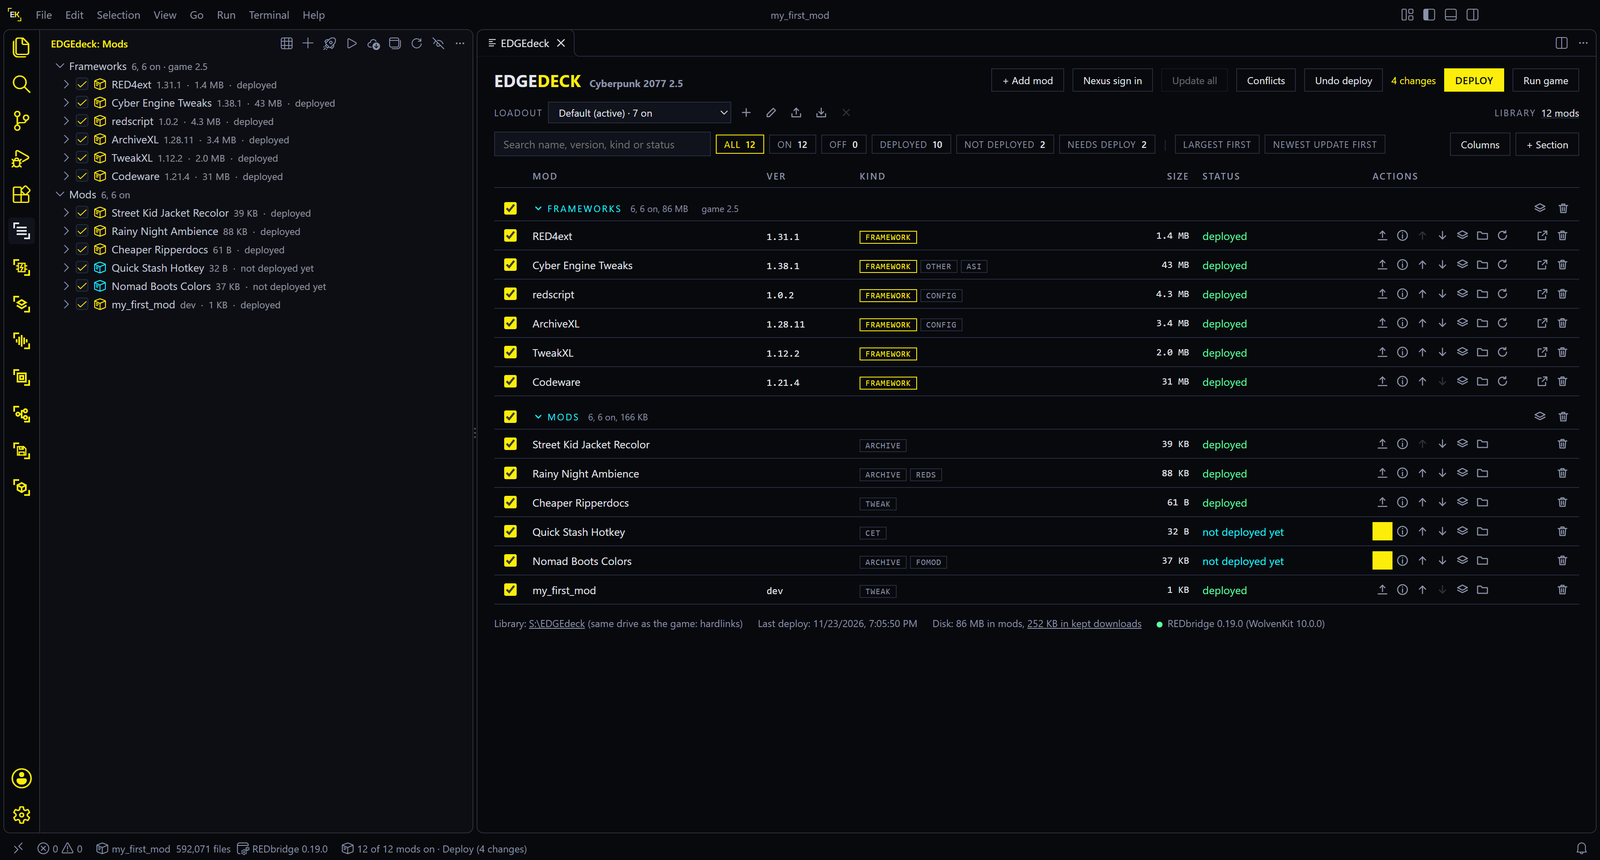 EK File Edit Selection View Go Run Terminal Help my_first_mod
EDGEdeck: Mods
Frameworks 6, 6 on · game 2.5
RED4ext 1.31.1 · 1.4 MB · deployed
Cyber Engine Tweaks 1.38.1 · 43 MB · deployed
redscript 1.0.2 · 4.3 MB · deployed
ArchiveXL 1.28.11 · 3.4 MB · deployed
TweakXL 1.12.2 · 2.0 MB · deployed
Codeware 1.21.4 · 31 MB · deployed
Mods 6, 6 on
Street Kid Jacket Recolor 39 KB · deployed
Rainy Night Ambience 88 KB · deployed
Cheaper Ripperdocs 61 B · deployed
Quick Stash Hotkey 32 B · not deployed yet
Nomad Boots Colors 37 KB · not deployed yet
my_first_mod dev · 1 KB · deployed
EDGEdeck
EDGEDECK Cyberpunk 2077 2.5 + Add mod Nexus sign in Update all Conflicts Undo deploy 4 changes DEPLOY Run game
LOADOUT Default (active) · 7 on LIBRARY 12 mods
Search name, version, kind or status ALL 12 ON 12 OFF 0 DEPLOYED 10 NOT DEPLOYED 2 NEEDS DEPLOY 2 LARGEST FIRST NEWEST UPDATE FIRST Columns + Section
MOD VER KIND SIZE STATUS ACTIONS
FRAMEWORKS 6, 6 on, 86 MB game 2.5
RED4ext 1.31.1 FRAMEWORK 1.4 MB deployed
Cyber Engine Tweaks 1.38.1 FRAMEWORK OTHER ASI 43 MB deployed
redscript 1.0.2 FRAMEWORK CONFIG 4.3 MB deployed
ArchiveXL 1.28.11 FRAMEWORK CONFIG 3.4 MB deployed
TweakXL 1.12.2 FRAMEWORK 2.0 MB deployed
Codeware 1.21.4 FRAMEWORK 31 MB deployed
MODS 6, 6 on, 166 KB
Street Kid Jacket Recolor ARCHIVE 39 KB deployed
Rainy Night Ambience ARCHIVE REDS 88 KB deployed
Cheaper Ripperdocs TWEAK 61 B deployed
Quick Stash Hotkey CET 32 B not deployed yet
Nomad Boots Colors ARCHIVE FOMOD 37 KB not deployed yet
my_first_mod dev TWEAK 1 KB deployed
Library: S:\EDGEdeck (same drive as the game: hardlinks) Last deploy: 11/23/2026, 7:05:50 PM Disk: 86 MB in mods, 252 KB in kept downloads REDbridge 0.19.0 (WolvenKit 10.0.0)
0 0 my_first_mod 592,071 files REDbridge 0.19.0 12 of 12 mods on · Deploy (4 changes)